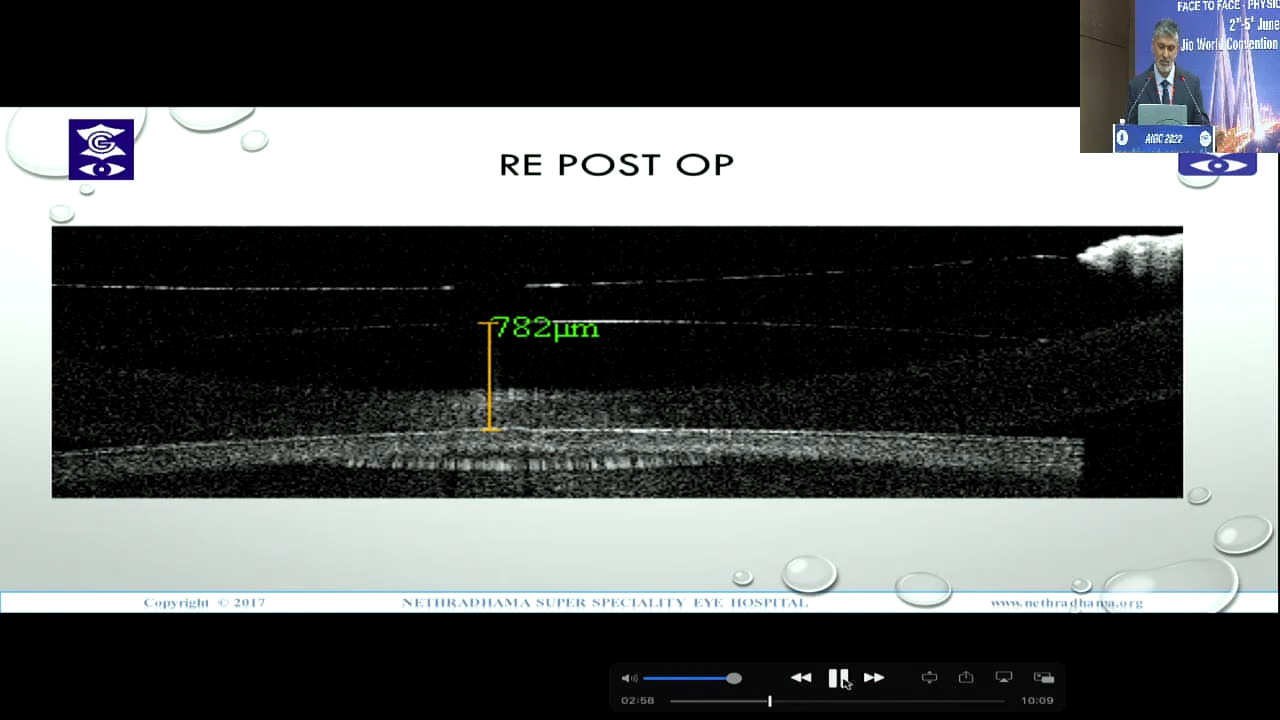 FACE TO FACE - PHYSIC
2nd-5th June
Jio World Convention
AIOC 2022
RE POST OP
782µm
Copyright © 2017
NETHRADHAMA SUPER SPECIALITY EYE HOSPITAL
www.nethradhama.org
02:58
10:09